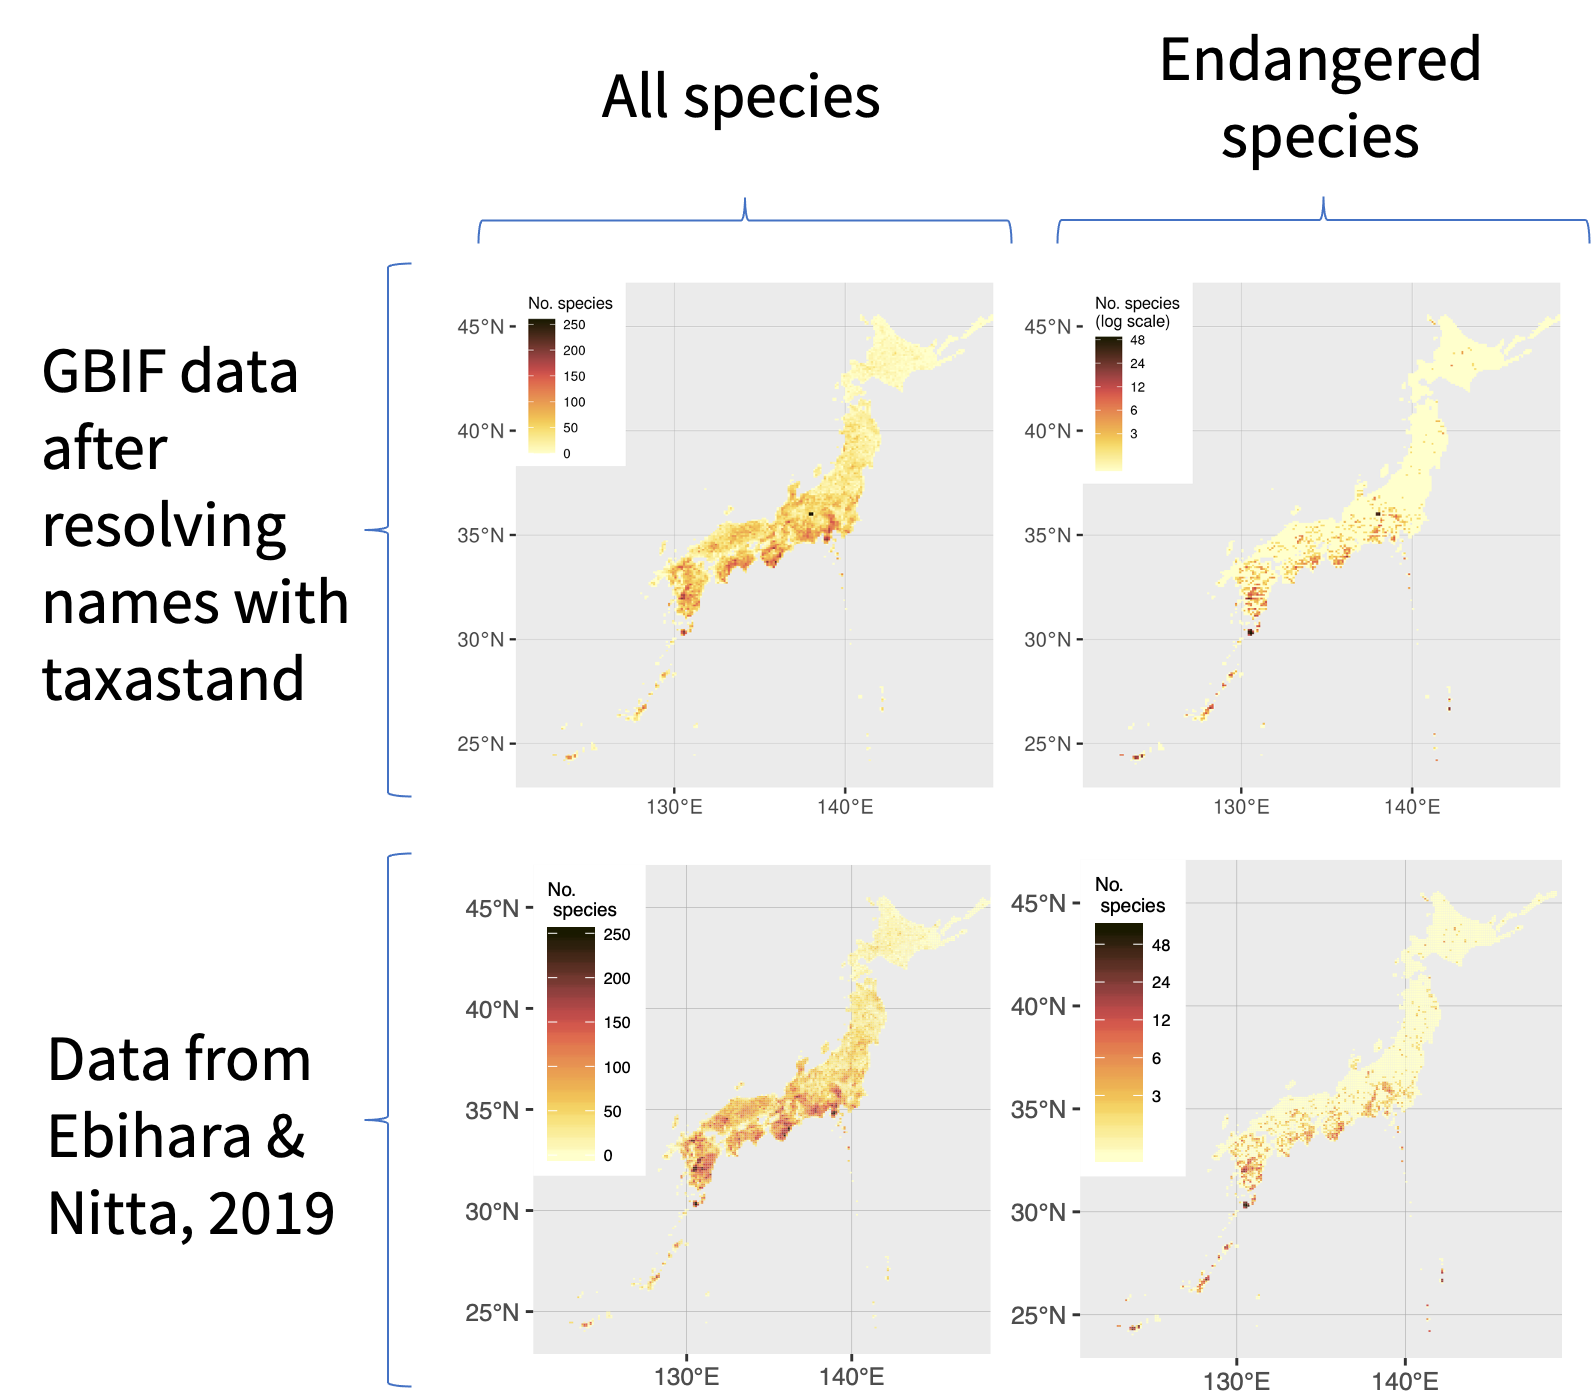 All species
Endangered
species
GBIF data
after
resolving
names with
taxastand
No. species
250
200
150
100
50
0
45°N
40°N
35°N
30°N
25°N
130°E
140°E
No. species
(log scale)
48
24
12
6
3
45°N
40°N
35°N
30°N
25°N
130°E
140°E
Data from
Ebihara &
Nitta, 2019
No.
species
250
200
150
100
50
0
45°N
40°N
35°N
30°N
25°N
130°E
140°E
No.
species
48
24
12
6
3
45°N
40°N
35°N
30°N
25°N
130°E
140°E